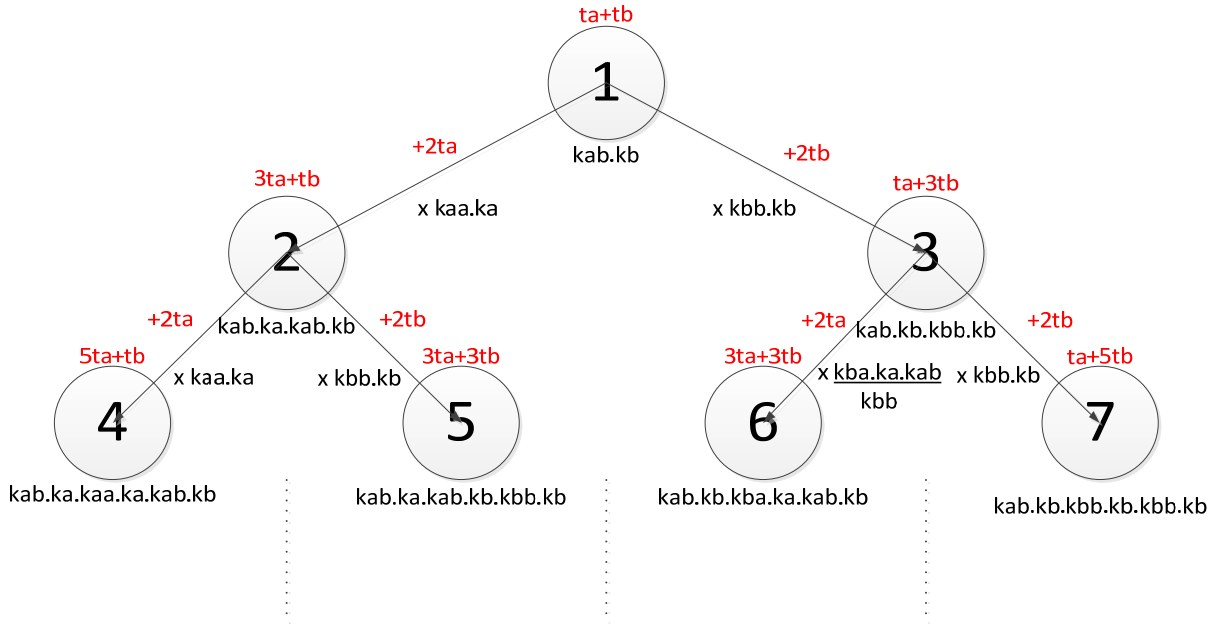 ta+tb
1
kab.kb
+2ta
+2tb
x kaa.ka
x kbb.kb
3ta+tb
2
kab.ka.kab.kb
ta+3tb
3
kab.kb.kbb.kb
+2ta
+2tb
+2ta
+2tb
x kaa.ka
x kbb.kb
x kba.ka.kab
kbb
x kbb.kb
5ta+tb
4
kab.ka.kaa.ka.kab.kb
3ta+3tb
5
kab.ka.kab.kb.kbb.kb
3ta+3tb
6
kab.kb.kba.ka.kab.kb
ta+5tb
7
kab.kb.kbb.kb.kbb.kb